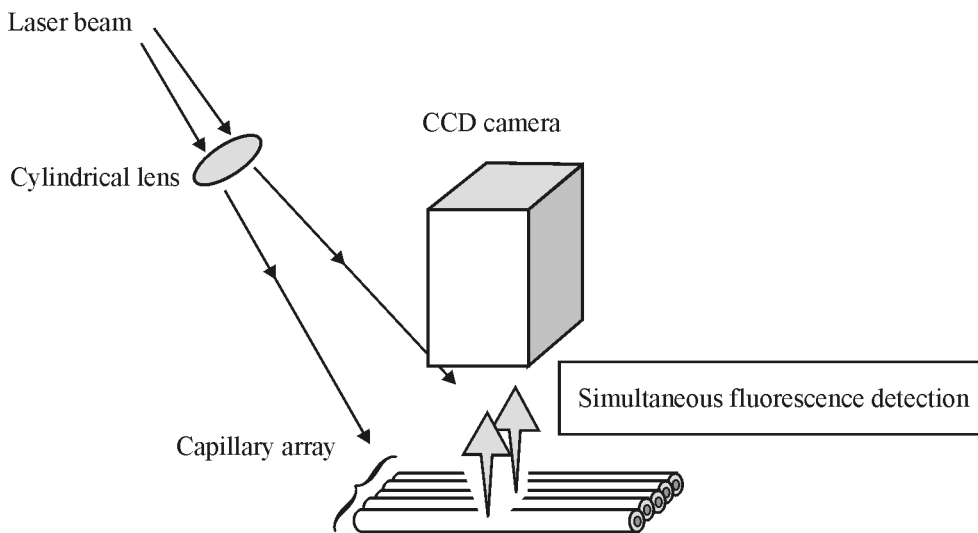 Laser beam
CCD camera
Cylindrical lens
Simultaneous fluorescence detection
Capillary array